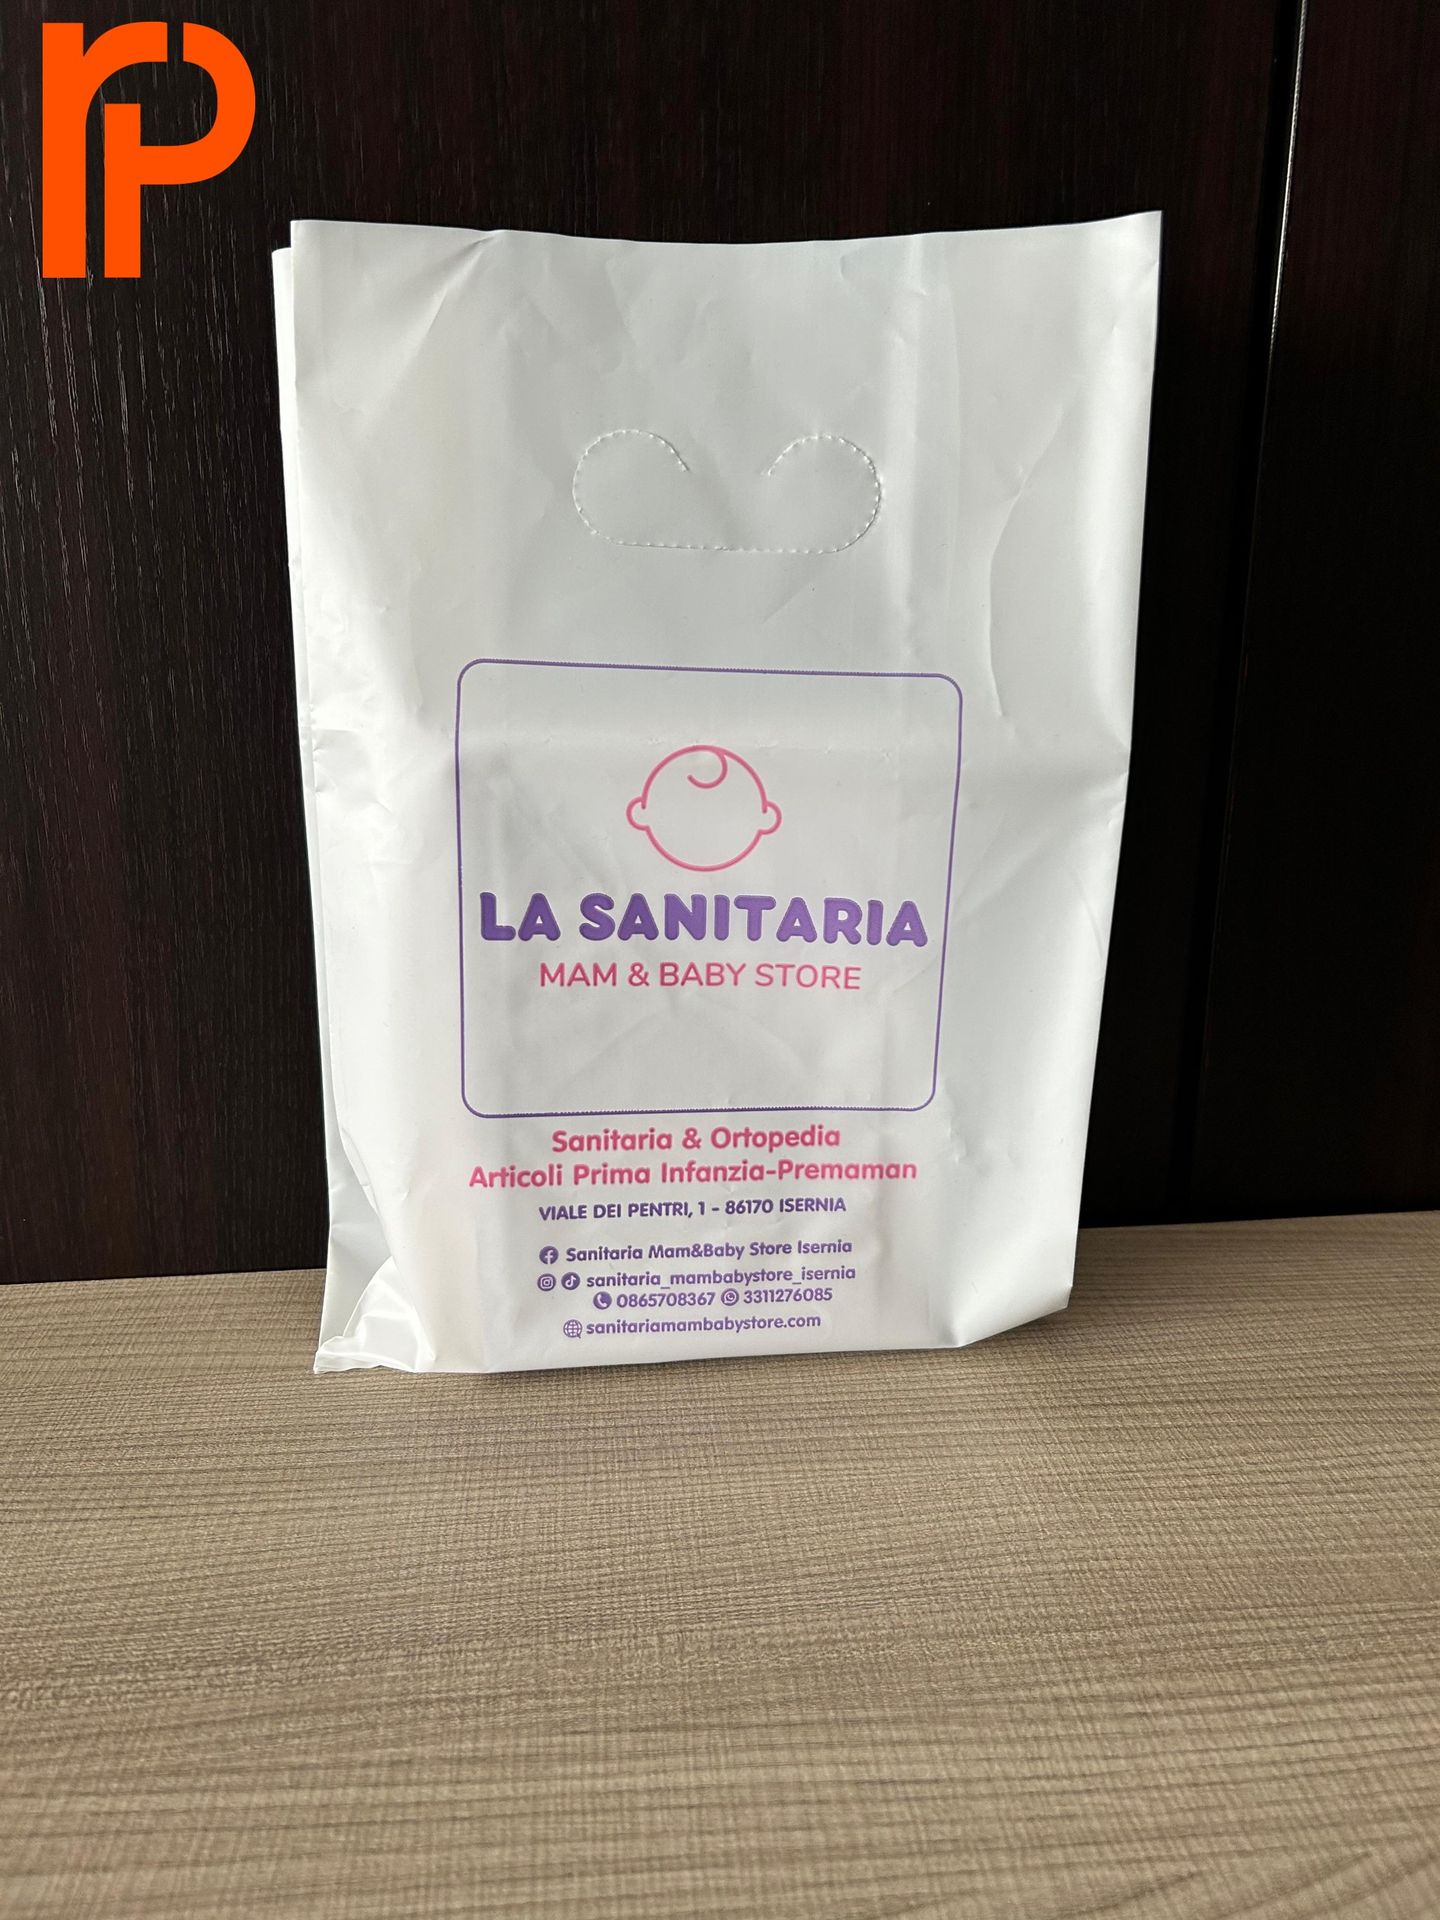 rP
LA SANITARIA
MAM & BABY STORE
Sanitaria & Ortopedia
Articoli Prima Infanzia-Premaman
VIALE DEI PENTRI, 1 - 86170 ISERNIA
Sanitaria Mam&Baby Store Isernia
sanitaria_mambabystore_isernia
0865708367 3311276085
sanitariamambabystore.com